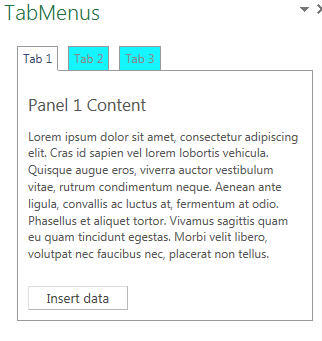 TabMenus
Tab 1 Tab 2 Tab 3
Panel 1 Content
Lorem ipsum dolor sit amet, consectetur adipiscing
elit. Cras id sapien vel lorem lobortis vehicula.
Quisque augue eros, viverra auctor vestibulum
vitae, rutrum condimentum neque. Aenean ante
ligula, convallis ac luctus at, fermentum at odio.
Phasellus et aliquet tortor. Vivamus sagittis quam
eu quam tincidunt egestas. Morbi velit libero,
volutpat nec faucibus nec, placerat non tellus.
Insert data